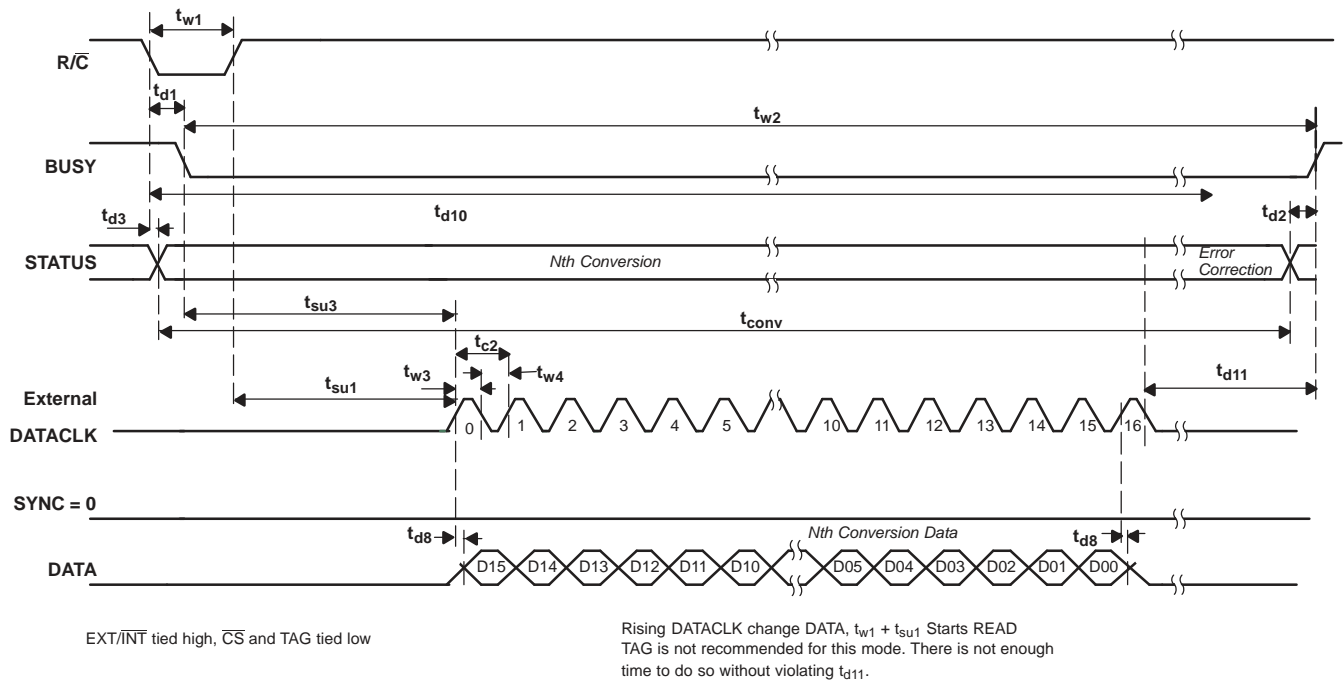 tw1
R/C̅
td1
tw2
BUSY
td3
td10
td2
STATUS
Nth Conversion
Error
Correction
tsu3
tconv
tc2
tw3
tw4
tsu1
td11
External
DATACLK
0 1 2 3 4 5 10 11 12 13 14 15 16
SYNC = 0
td8
Nth Conversion Data
td8
DATA
D15 D14 D13 D12 D11 D10 D05 D04 D03 D02 D01 D00
EXT/I̅N̅T̅ tied high, C̅S̅ and TAG tied low
Rising DATACLK change DATA, tw1 + tsu1 Starts READ
TAG is not recommended for this mode. There is not enough
time to do so without violating td11.